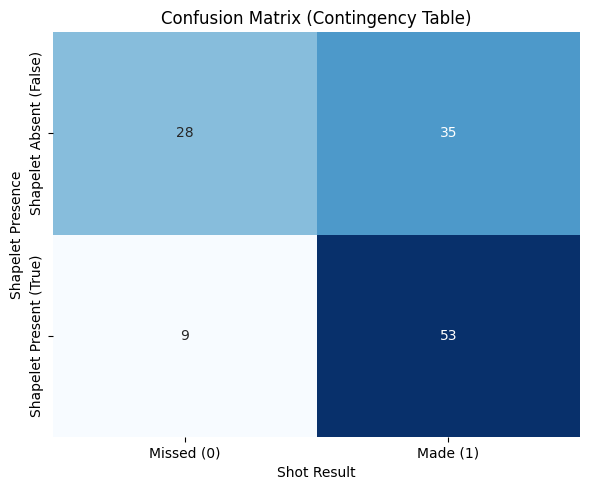 Confusion Matrix (Contingency Table)
Shapelet Presence
Shapelet Absent (False)
28
35
Shapelet Present (True)
9
53
Missed (0)
Made (1)
Shot Result